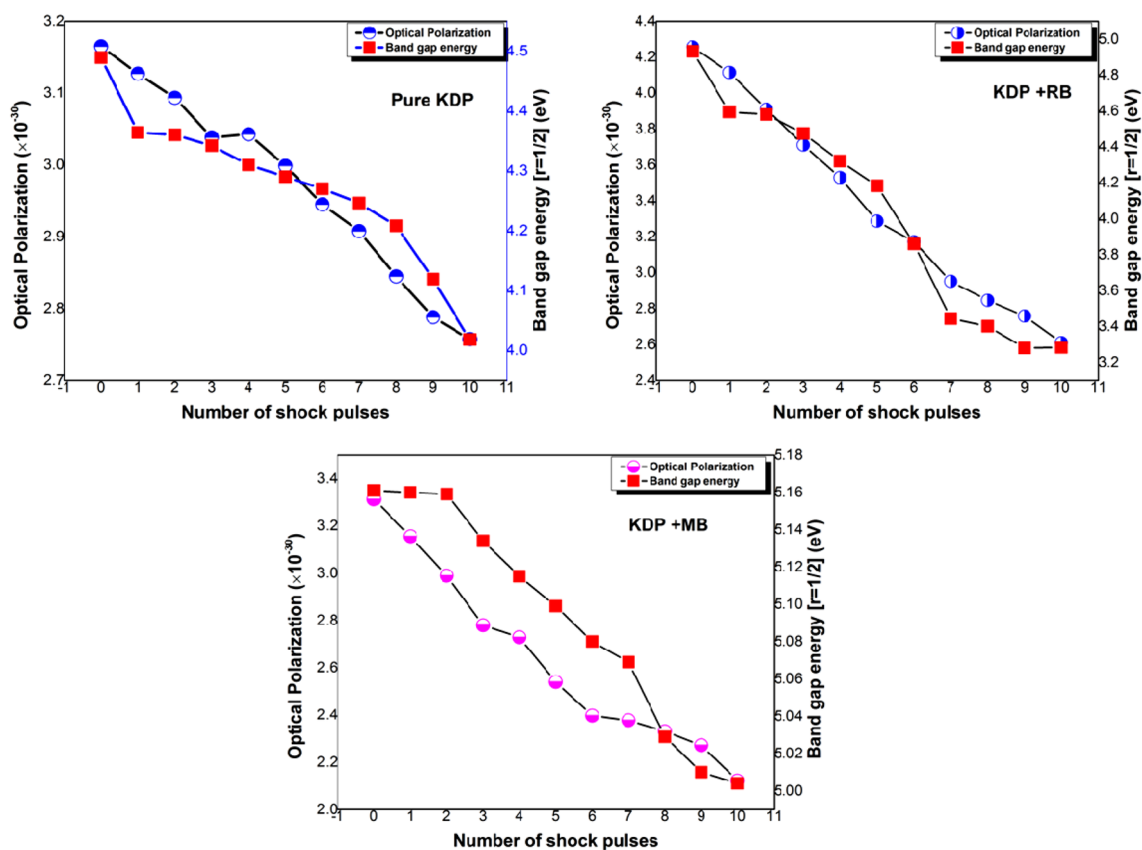 Optical Polarization
Band gap energy
Pure KDP
Optical Polarization (×10-30)
3.2
3.1
3.0
2.9
2.8
2.7
Band gap energy [r=1/2] (eV)
4.5
4.4
4.3
4.2
4.1
4.0
-1 0 1 2 3 4 5 6 7 8 9 10 11
Number of shock pulses
Optical Polarization
Band gap energy
KDP +RB
Optical Polarization (×10-30)
4.4
4.2
4.0
3.8
3.6
3.4
3.2
3.0
2.8
2.6
2.4
Band gap energy [r=1/2] (eV)
5.0
4.8
4.6
4.4
4.2
4.0
3.8
3.6
3.4
3.2
-1 0 1 2 3 4 5 6 7 8 9 10 11
Number of shock pulses
Optical Polarization
Band gap energy
KDP +MB
Optical Polarization (×10-30)
3.4
3.2
3.0
2.8
2.6
2.4
2.2
2.0
Band gap energy [r=1/2] (eV)
5.18
5.16
5.14
5.12
5.10
5.08
5.06
5.04
5.02
5.00
-1 0 1 2 3 4 5 6 7 8 9 10 11
Number of shock pulses